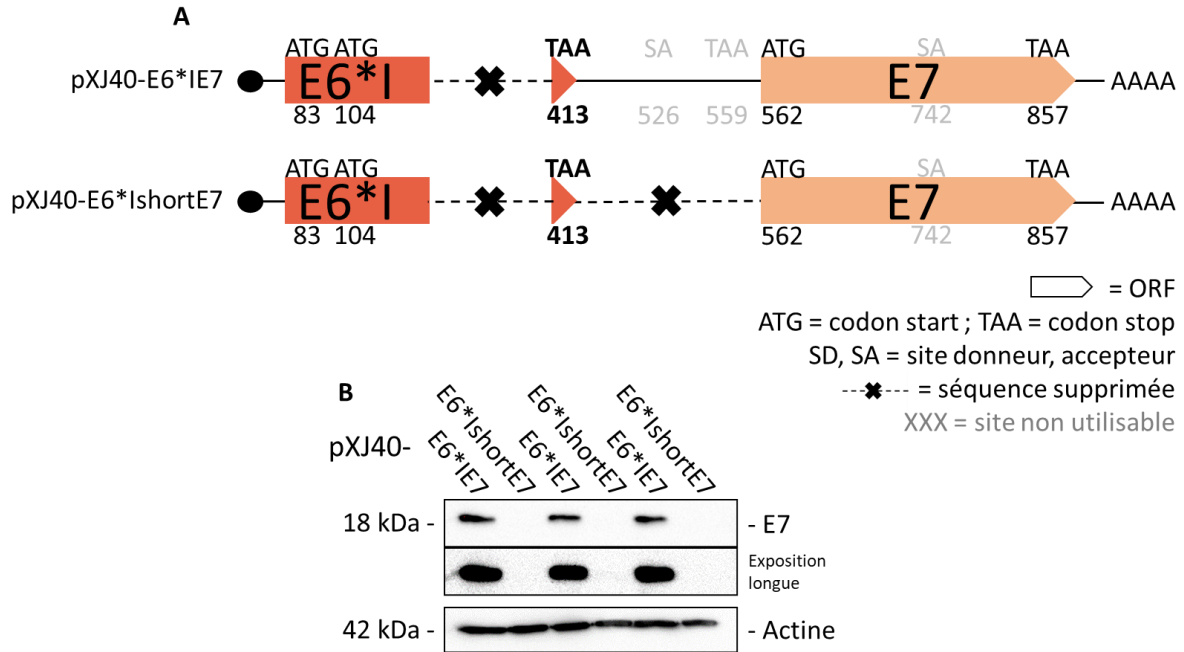 A
ATG ATG TAA SA TAA ATG SA TAA
pXJ40-E6*IE7 E6*I E7 AAAA
83 104 413 526 559 562 742 857
ATG ATG TAA ATG SA TAA
pXJ40-E6*IshortE7 E6*I E7 AAAA
83 104 413 562 742 857
= ORF
ATG = codon start ; TAA = codon stop
SD, SA = site donneur, accepteur
= séquence supprimée
XXX = site non utilisable
B
pXJ40-
E6*IE7
E6*IshortE7
E6*IE7
E6*IshortE7
E6*IE7
E6*IshortE7
18 kDa - - E7
Exposition
longue
42 kDa - - Actine